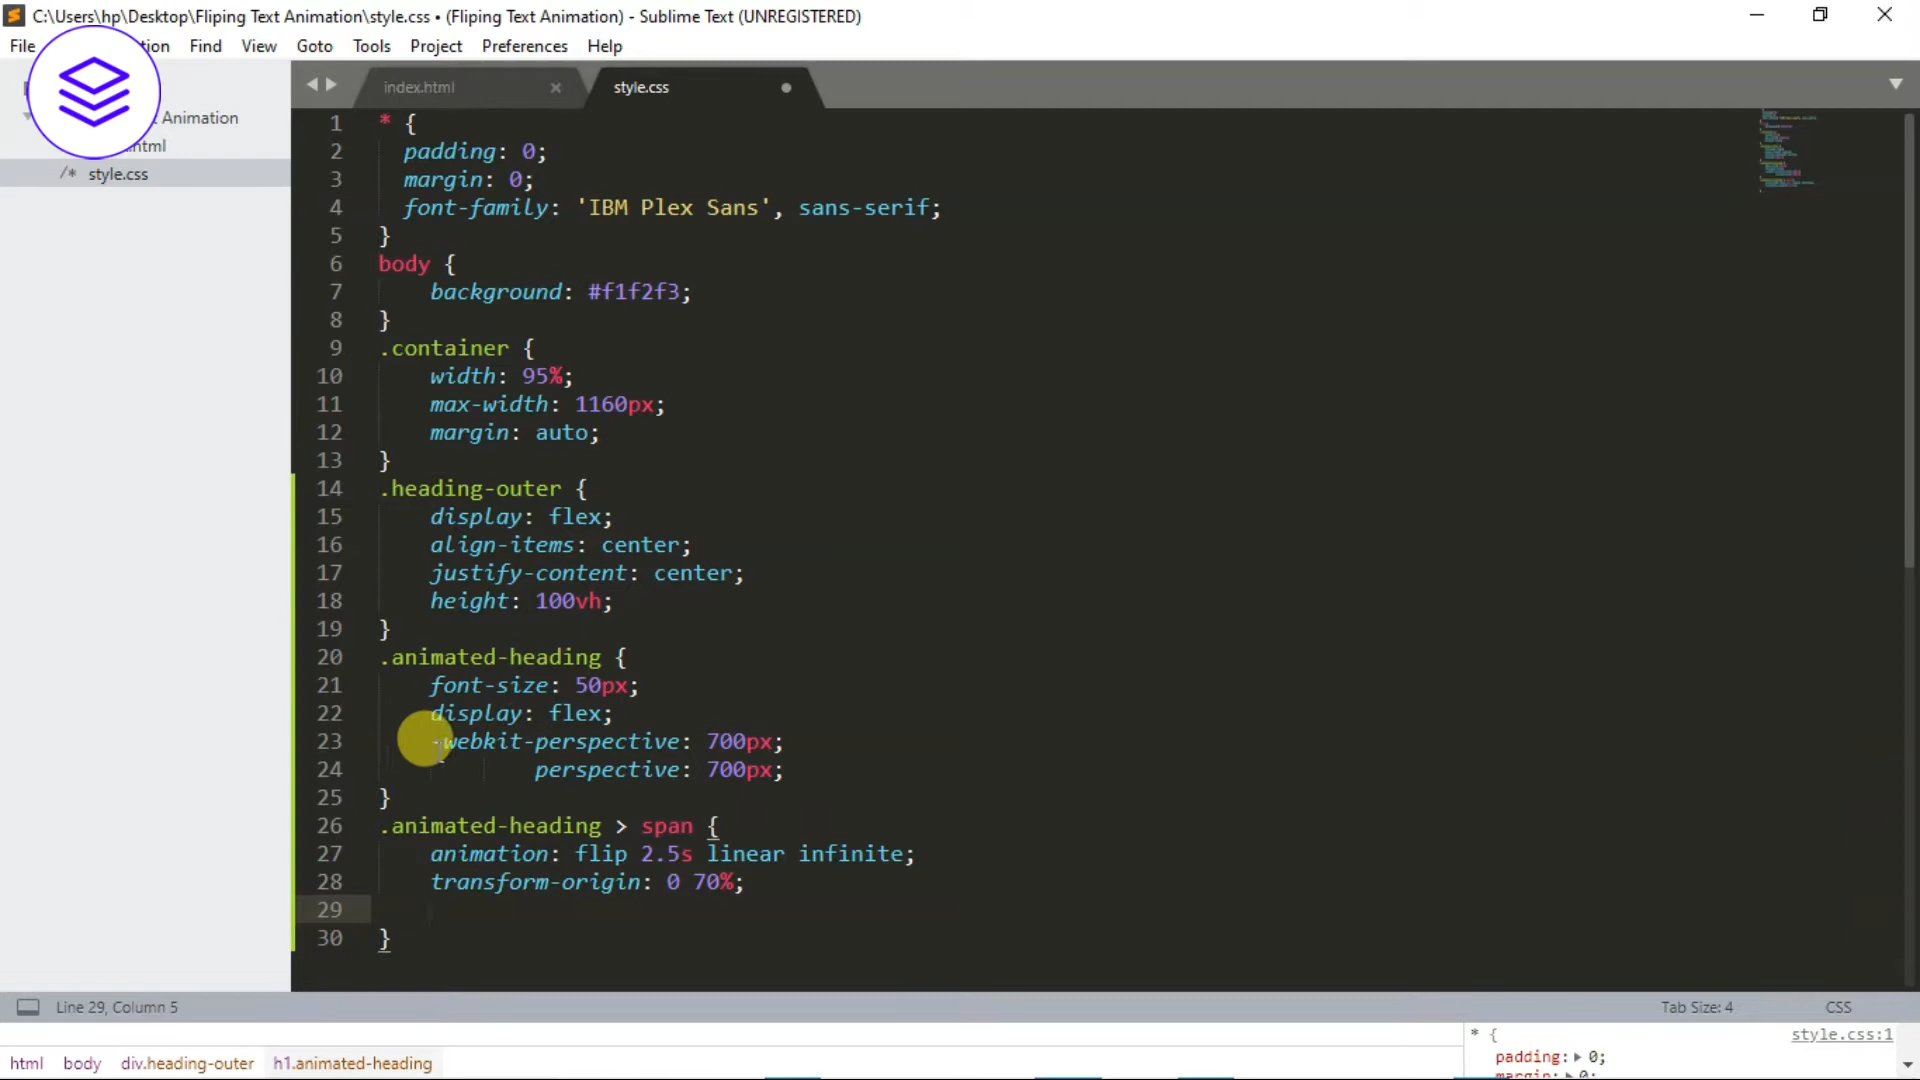 C:\Users\hp\Desktop\Fliping Text Animation\style.css • (Fliping Text Animation) - Sublime Text (UNREGISTERED)
File tion Find View Goto Tools Project Preferences Help
index.html × style.css
t Animation
.html
/* style.css
1 * {
2 padding: 0;
3 margin: 0;
4 font-family: 'IBM Plex Sans', sans-serif;
5 }
6 body {
7 background: #f1f2f3;
8 }
9 .container {
10 width: 95%;
11 max-width: 1160px;
12 margin: auto;
13 }
14 .heading-outer {
15 display: flex;
16 align-items: center;
17 justify-content: center;
18 height: 100vh;
19 }
20 .animated-heading {
21 font-size: 50px;
22 display: flex;
23 -webkit-perspective: 700px;
24 perspective: 700px;
25 }
26 .animated-heading > span {
27 animation: flip 2.5s linear infinite;
28 transform-origin: 0 70%;
29
30 }
Line 29, Column 5 Tab Size: 4 CSS
* { style.css:1
padding: 0;
margin: 0;
html body div.heading-outer h1.animated-heading